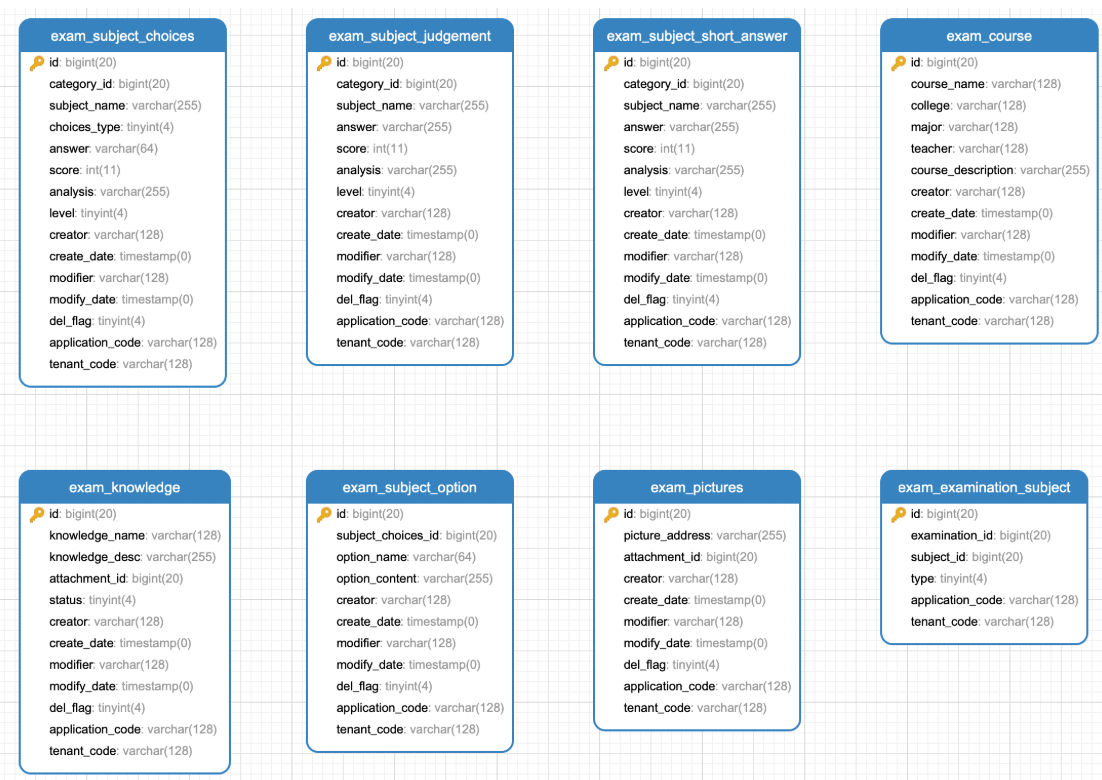 exam_subject_choices
id: bigint(20)
category_id: bigint(20)
subject_name: varchar(255)
choices_type: tinyint(4)
answer: varchar(64)
score: int(11)
analysis: varchar(255)
level: tinyint(4)
creator: varchar(128)
create_date: timestamp(0)
modifier: varchar(128)
modify_date: timestamp(0)
del_flag: tinyint(4)
application_code: varchar(128)
tenant_code: varchar(128)
exam_subject_judgement
id: bigint(20)
category_id: bigint(20)
subject_name: varchar(255)
answer: varchar(255)
score: int(11)
analysis: varchar(255)
level: tinyint(4)
creator: varchar(128)
create_date: timestamp(0)
modifier: varchar(128)
modify_date: timestamp(0)
del_flag: tinyint(4)
application_code: varchar(128)
tenant_code: varchar(128)
exam_subject_short_answer
id: bigint(20)
category_id: bigint(20)
subject_name: varchar(255)
answer: varchar(255)
score: int(11)
analysis: varchar(255)
level: tinyint(4)
creator: varchar(128)
create_date: timestamp(0)
modifier: varchar(128)
modify_date: timestamp(0)
del_flag: tinyint(4)
application_code: varchar(128)
tenant_code: varchar(128)
exam_course
id: bigint(20)
course_name: varchar(128)
college: varchar(128)
major: varchar(128)
teacher: varchar(128)
course_description: varchar(255)
creator: varchar(128)
create_date: timestamp(0)
modifier: varchar(128)
modify_date: timestamp(0)
del_flag: tinyint(4)
application_code: varchar(128)
tenant_code: varchar(128)
exam_knowledge
id: bigint(20)
knowledge_name: varchar(128)
knowledge_desc: varchar(255)
attachment_id: bigint(20)
status: tinyint(4)
creator: varchar(128)
create_date: timestamp(0)
modifier: varchar(128)
modify_date: timestamp(0)
del_flag: tinyint(4)
application_code: varchar(128)
tenant_code: varchar(128)
exam_subject_option
id: bigint(20)
subject_choices_id: bigint(20)
option_name: varchar(64)
option_content: varchar(255)
creator: varchar(128)
create_date: timestamp(0)
modifier: varchar(128)
modify_date: timestamp(0)
del_flag: tinyint(4)
application_code: varchar(128)
tenant_code: varchar(128)
exam_pictures
id: bigint(20)
picture_address: varchar(255)
attachment_id: bigint(20)
creator: varchar(128)
create_date: timestamp(0)
modifier: varchar(128)
modify_date: timestamp(0)
del_flag: tinyint(4)
application_code: varchar(128)
tenant_code: varchar(128)
exam_examination_subject
id: bigint(20)
examination_id: bigint(20)
subject_id: bigint(20)
type: tinyint(4)
application_code: varchar(128)
tenant_code: varchar(128)